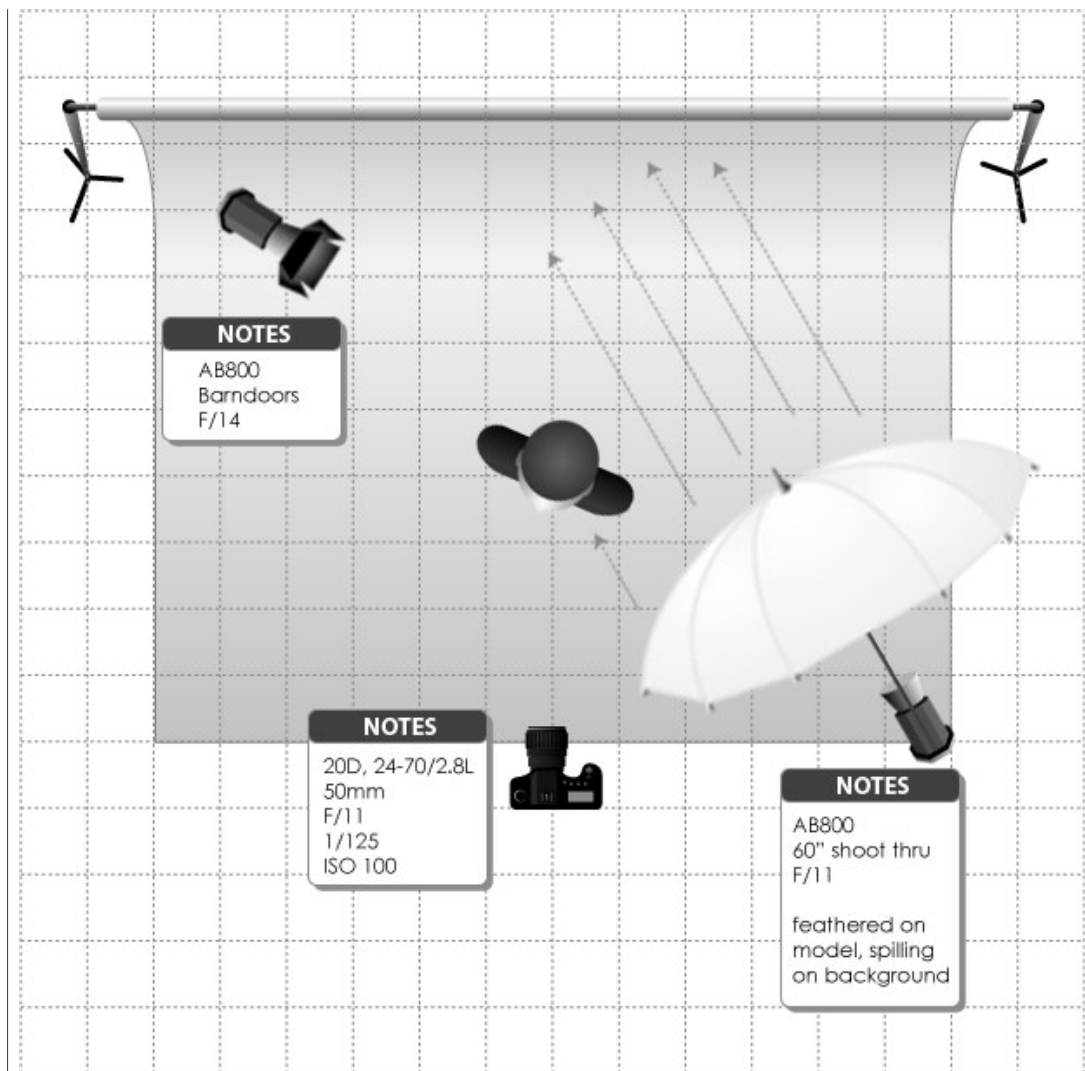 NOTES
AB800
Barndoors
F/14
NOTES
20D, 24-70/2.8L
50mm
F/11
1/125
ISO 100
NOTES
AB800
60" shoot thru
F/11
feathered on
model, spilling
on background